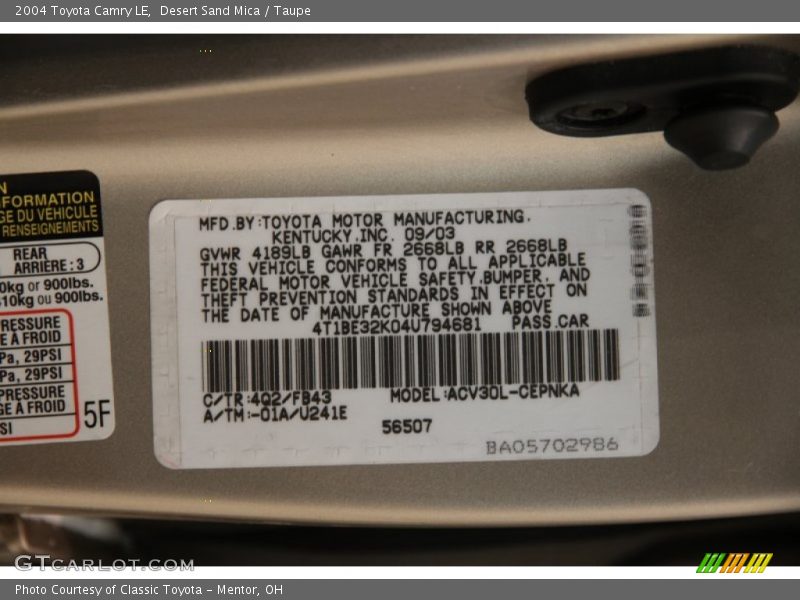 2004 Toyota Camry LE, Desert Sand Mica / Taupe
FORMATION
GE DU VÉHICULE
RENSEIGNEMENTS
REAR
ARRIÈRE : 3
0kg or 900lbs.
10kg ou 900lbs.
PRESSURE
E À FROID
Pa, 29PSI
Pa, 29PSI
PRESSURE
GE À FROID
SI
5F
MFD.BY:TOYOTA MOTOR MANUFACTURING.
KENTUCKY,INC. 09/03
GVWR 4189LB GAWR FR 2668LB RR 2668LB
THIS VEHICLE CONFORMS TO ALL APPLICABLE
FEDERAL MOTOR VEHICLE SAFETY,BUMPER, AND
THEFT PREVENTION STANDARDS IN EFFECT ON
THE DATE OF MANUFACTURE SHOWN ABOVE
4T1BE32K04U794681 PASS.CAR
C/TR:4Q2/FB43 MODEL:ACV30L-CEPNKA
A/TM:-01A/U241E
56507
BA05702986
GTCARLOT.COM
Photo Courtesy of Classic Toyota - Mentor, OH